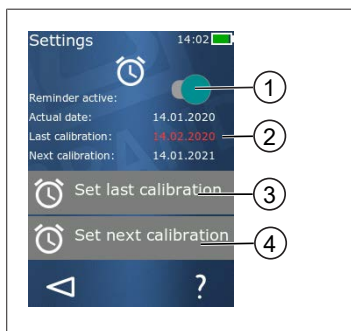 Settings 14:02
Reminder active:
1
Actual date: 14.01.2020
Last calibration: 14.02.2020
2
Next calibration: 14.01.2021
Set last calibration
3
Set next calibration
4
?